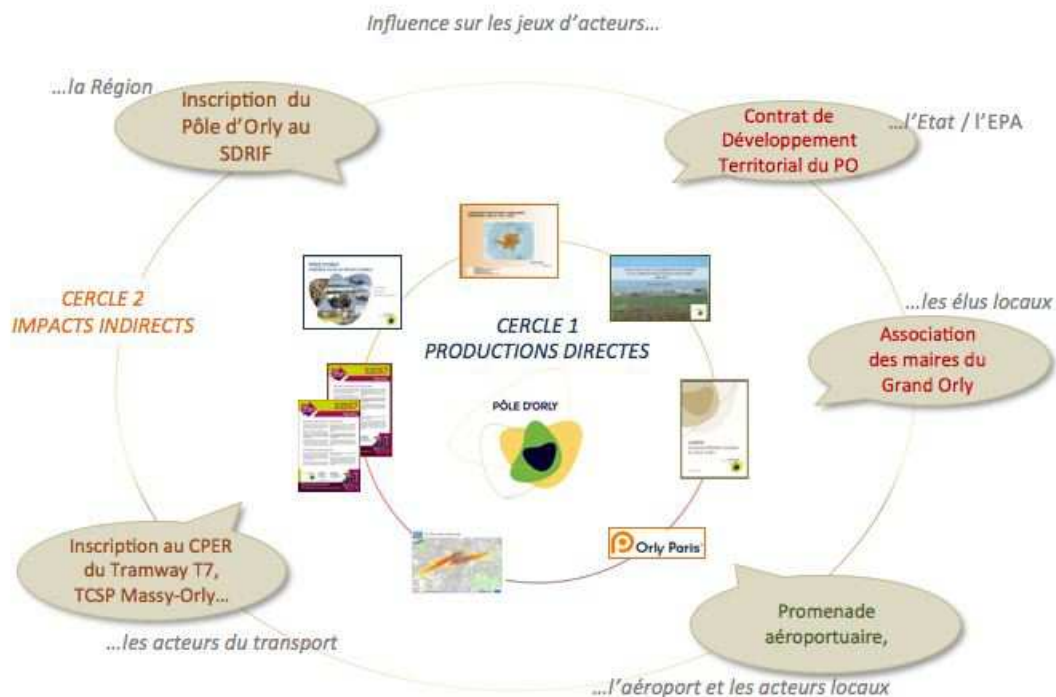 Influence sur les jeux d'acteurs…
…la Région
Inscription du
Pôle d'Orly au
SDRIF
Contrat de
Développement
Territorial du PO
…l'Etat / l'EPA
CERCLE 2
IMPACTS INDIRECTS
CERCLE 1
PRODUCTIONS DIRECTES
PÔLE D'ORLY
…les élus locaux
Association
des maires du
Grand Orly
Orly Paris
Inscription au CPER
du Tramway T7,
TCSP Massy-Orly…
…les acteurs du transport
Promenade
aéroportuaire,
…l'aéroport et les acteurs locaux